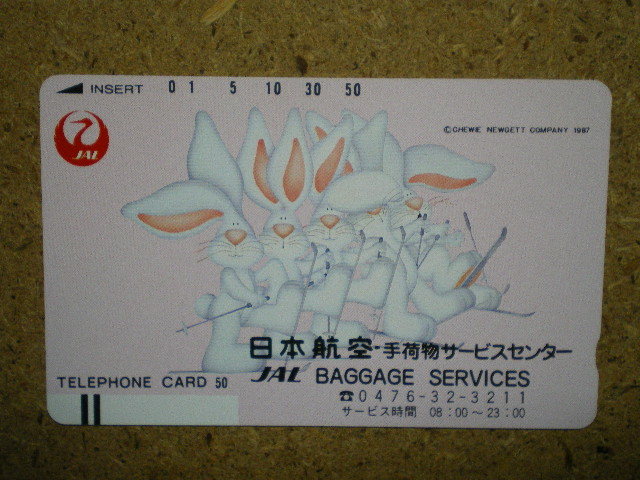 INSERT 0 1 5 10 30 50
©CHEWIE NEWGETT COMPANY 1987
JAL
日本航空・手荷物サービスセンター
JAL BAGGAGE SERVICES
TELEPHONE CARD 50
☎0476-32-3211
サービス時間 08:00～23:00